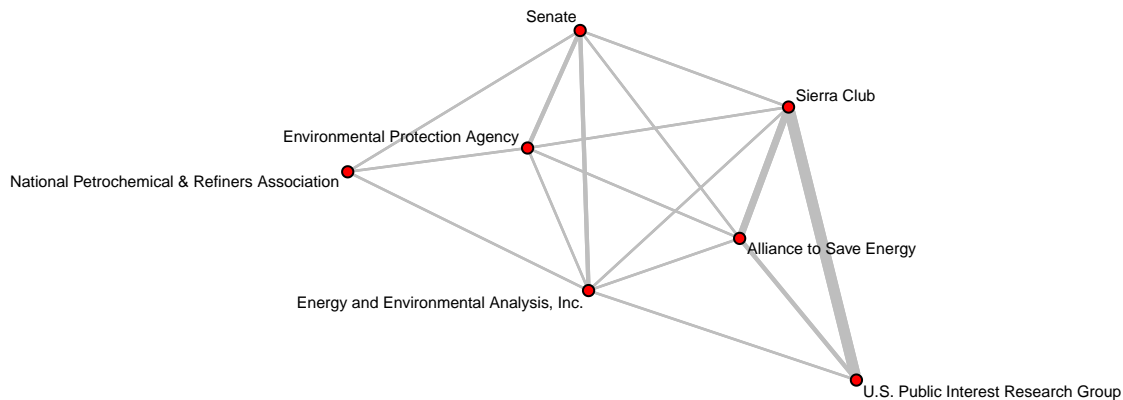 Senate
Sierra Club
Environmental Protection Agency
National Petrochemical & Refiners Association
Alliance to Save Energy
Energy and Environmental Analysis, Inc.
U.S. Public Interest Research Group